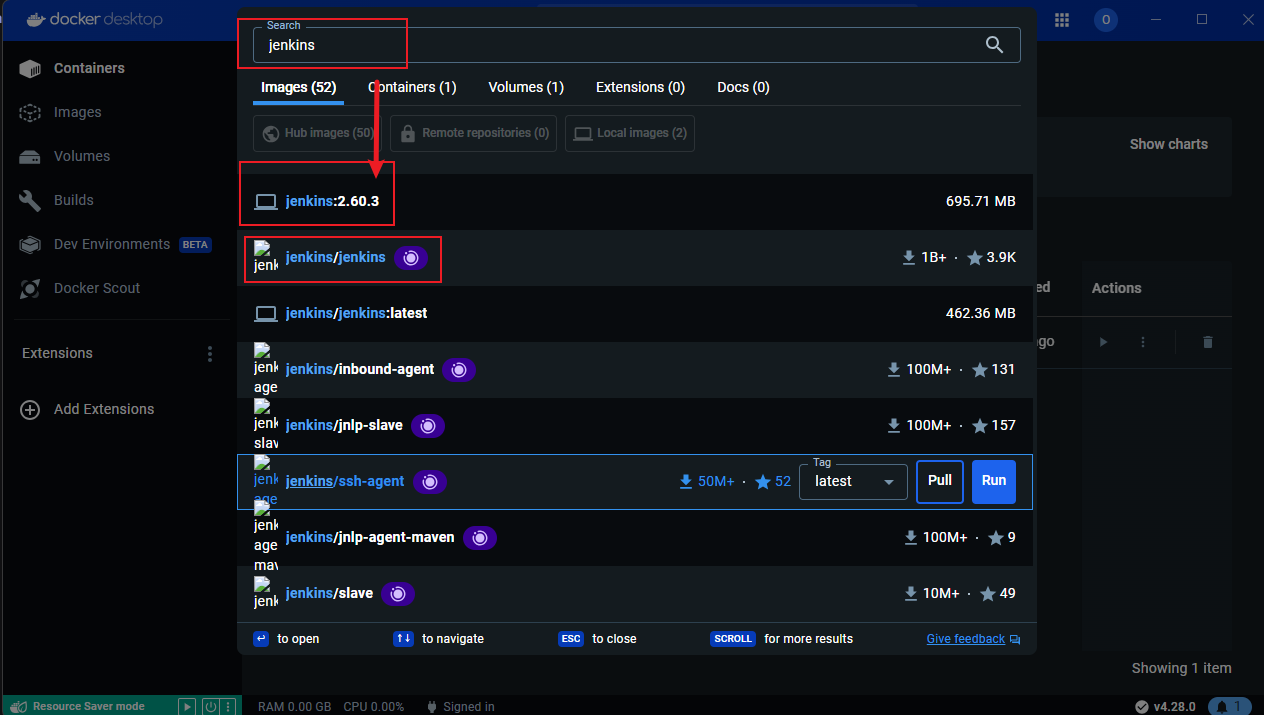 docker desktop
O
Search
jenkins
Containers
Images (52)
Containers (1)
Volumes (1)
Extensions (0)
Docs (0)
Images
Hub images (50)
Remote repositories (0)
Local images (2)
Show charts
Volumes
Builds
jenkins:2.60.3
695.71 MB
Dev Environments
BETA
jenk
jenkins/jenkins
1B+ · 3.9K
Docker Scout
ed
Actions
jenkins/jenkins:latest
462.36 MB
Extensions
ago
jenk
age
jenkins/inbound-agent
100M+ · 131
Add Extensions
jenk
slav
jenkins/jnlp-slave
100M+ · 157
jenk
age
jenkins/ssh-agent
50M+ · 52
Tag
latest
Pull
Run
jenk
age
mav
jenkins/jnlp-agent-maven
100M+ · 9
jenk
jenkins/slave
10M+ · 49
to open
to navigate
ESC
to close
SCROLL
for more results
Give feedback
Showing 1 item
Resource Saver mode
RAM 0.00 GB
CPU 0.00%
Signed in
v4.28.0
1